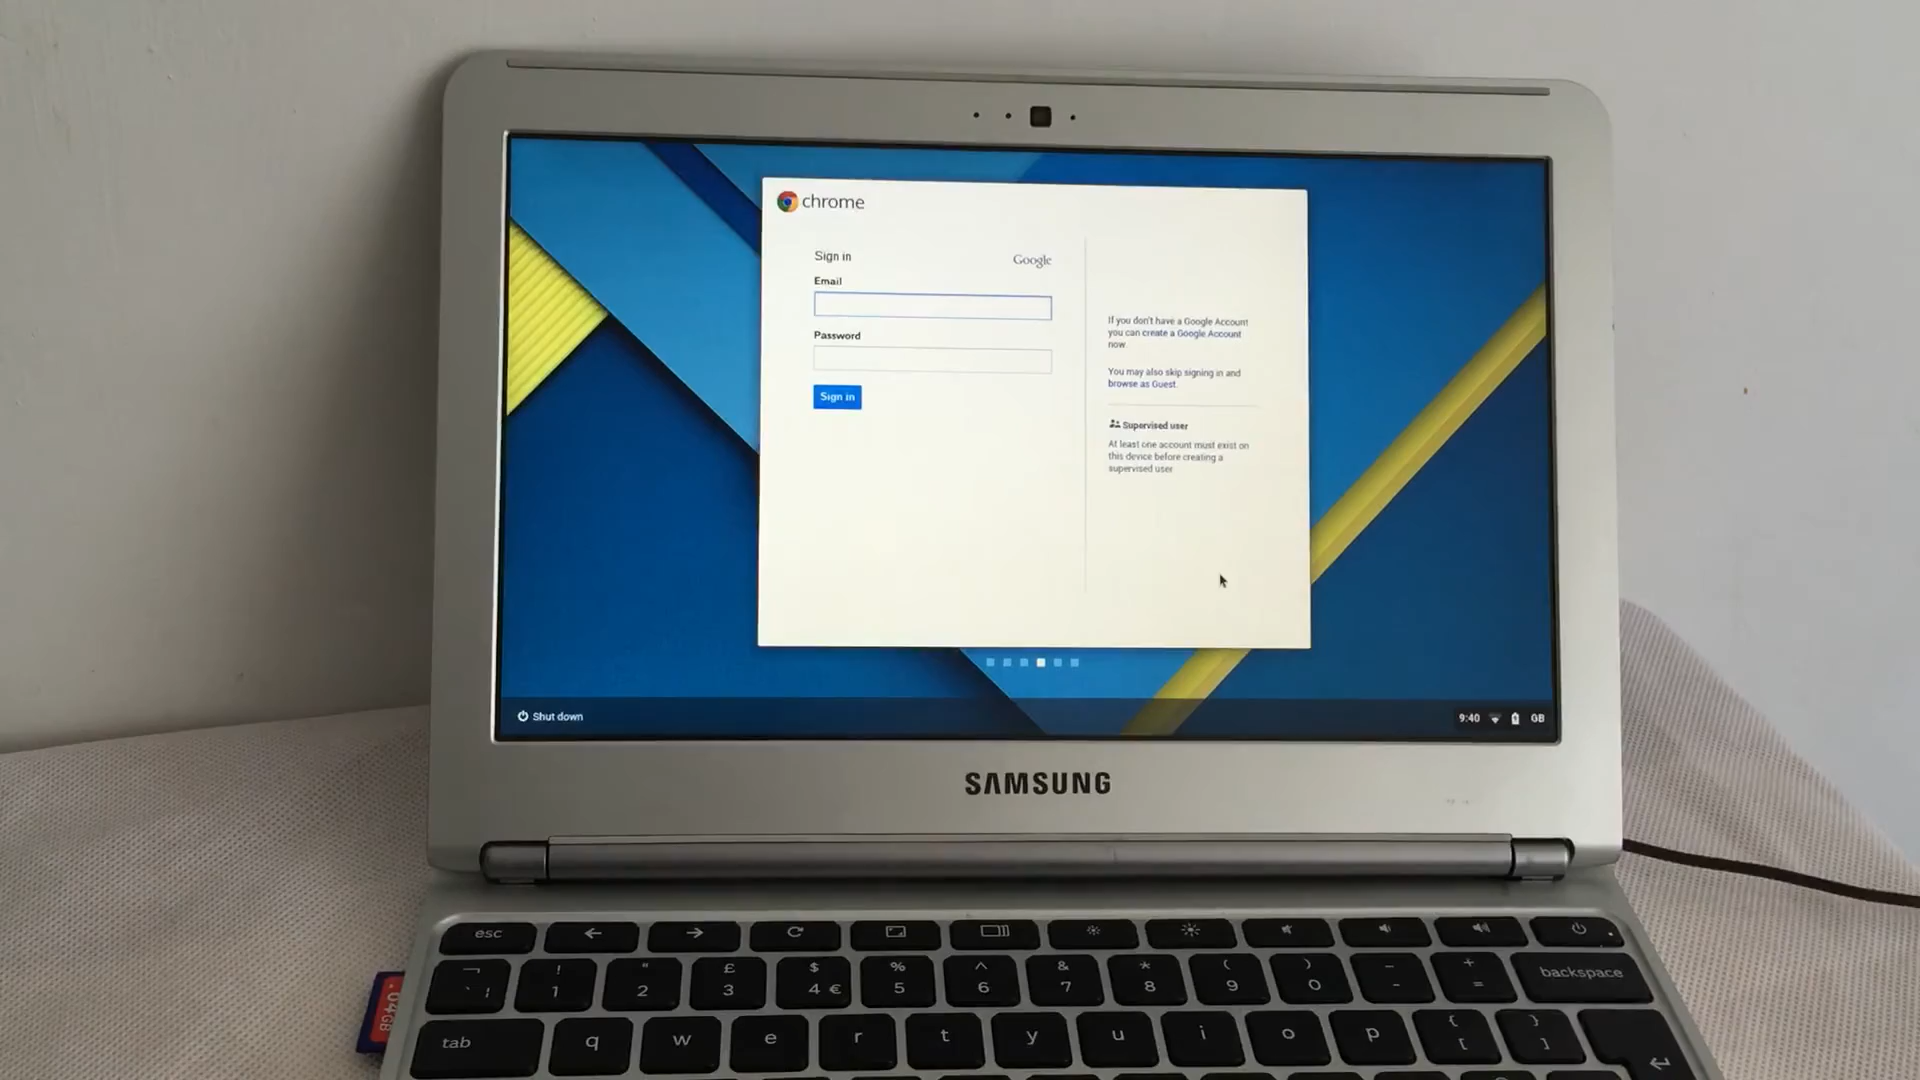 chrome
Sign in
Google
Email
Password
Sign in
If you don't have a Google Account
you can create a Google Account
now.
You may also skip signing in and
browse as Guest.
Supervised user
At least one account must exist on
this device before creating a
supervised user
Shut down
9:40
GB
SAMSUNG
esc
! " £ $ % ^ & * ( ) - +
` ¦ 1 2 3 4 € 5 6 7 8 9 0 - = backspace
64GB
tab q w e r t y u i o p { [ } ]